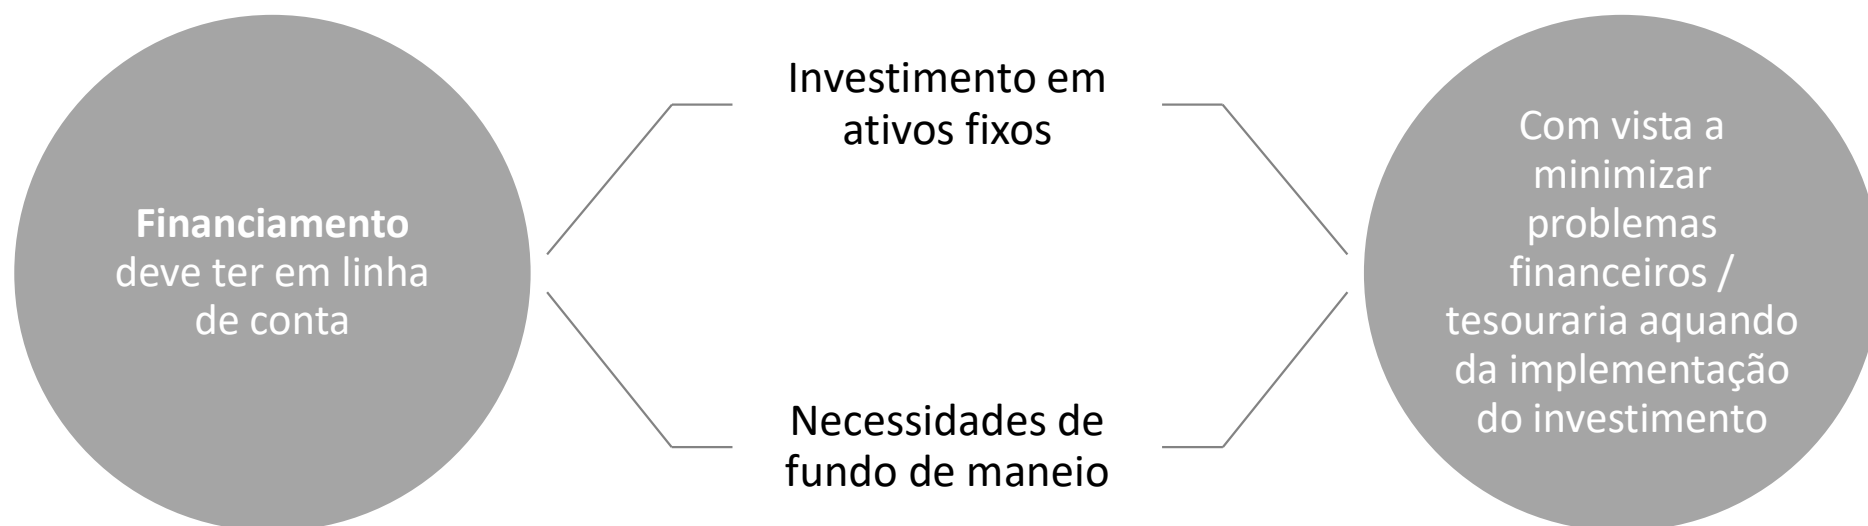 Financiamento
deve ter em linha
de conta
Investimento em
ativos fixos
Necessidades de
fundo de maneio
Com vista a
minimizar
problemas
financeiros /
tesouraria aquando
da implementação
do investimento